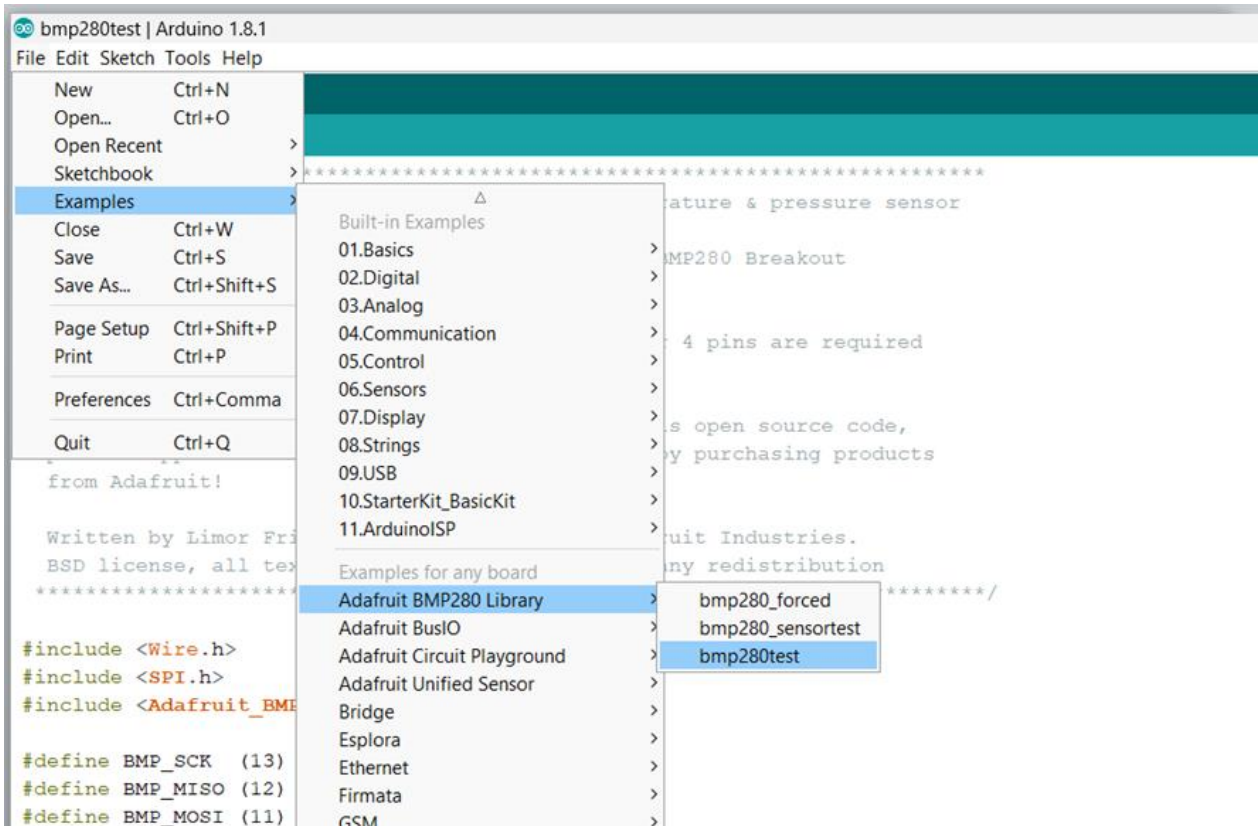 bmp280test | Arduino 1.8.1
File Edit Sketch Tools Help
New Ctrl+N
Open... Ctrl+O
Open Recent
Sketchbook
Examples
Close Ctrl+W
Save Ctrl+S
Save As... Ctrl+Shift+S
Page Setup Ctrl+Shift+P
Print Ctrl+P
Preferences Ctrl+Comma
Quit Ctrl+Q
Built-in Examples
01.Basics
02.Digital
03.Analog
04.Communication
05.Control
06.Sensors
07.Display
08.Strings
09.USB
10.StarterKit_BasicKit
11.ArduinoISP
Examples for any board
Adafruit BMP280 Library
Adafruit BusIO
Adafruit Circuit Playground
Adafruit Unified Sensor
Bridge
Esplora
Ethernet
Firmata
GSM
bmp280_forced
bmp280_sensortest
bmp280test
***********************************************************
& pressure sensor
BMP280 Breakout
4 pins are required
open source code,
purchasing products
from Adafruit!
Written by Limor Industries.
BSD license, all redistribution
***********************/
#include <Wire.h>
#include <SPI.h>
#include <Adafruit_BM
#define BMP_SCK (13)
#define BMP_MISO (12)
#define BMP_MOSI (11)